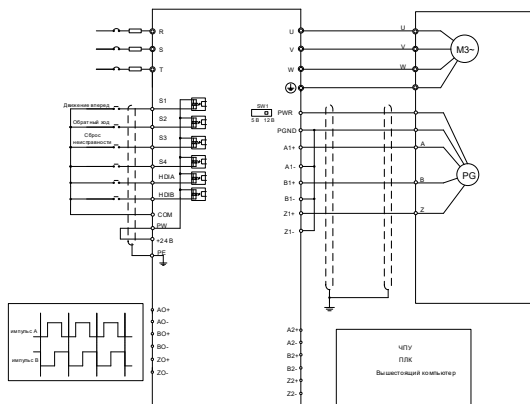 R
S
T
U
V
W
U
V
W
M3~
Движение вперед
Обратный ход
Сброс
неисправности
S1
S2
S3
S4
HDIA
HDIB
COM
PW
+24 В
PE
SW1
5 В 12 В
PWR
PGND
A1+
A1-
B1+
B1-
Z1+
Z1-
A
B
Z
PG
импульс А
импульс В
AO+
AO-
BO+
BO-
ZO+
ZO-
A2+
A2-
B2+
B2-
Z2+
Z2-
ЧПУ
ПЛК
Вышестоящий компьютер